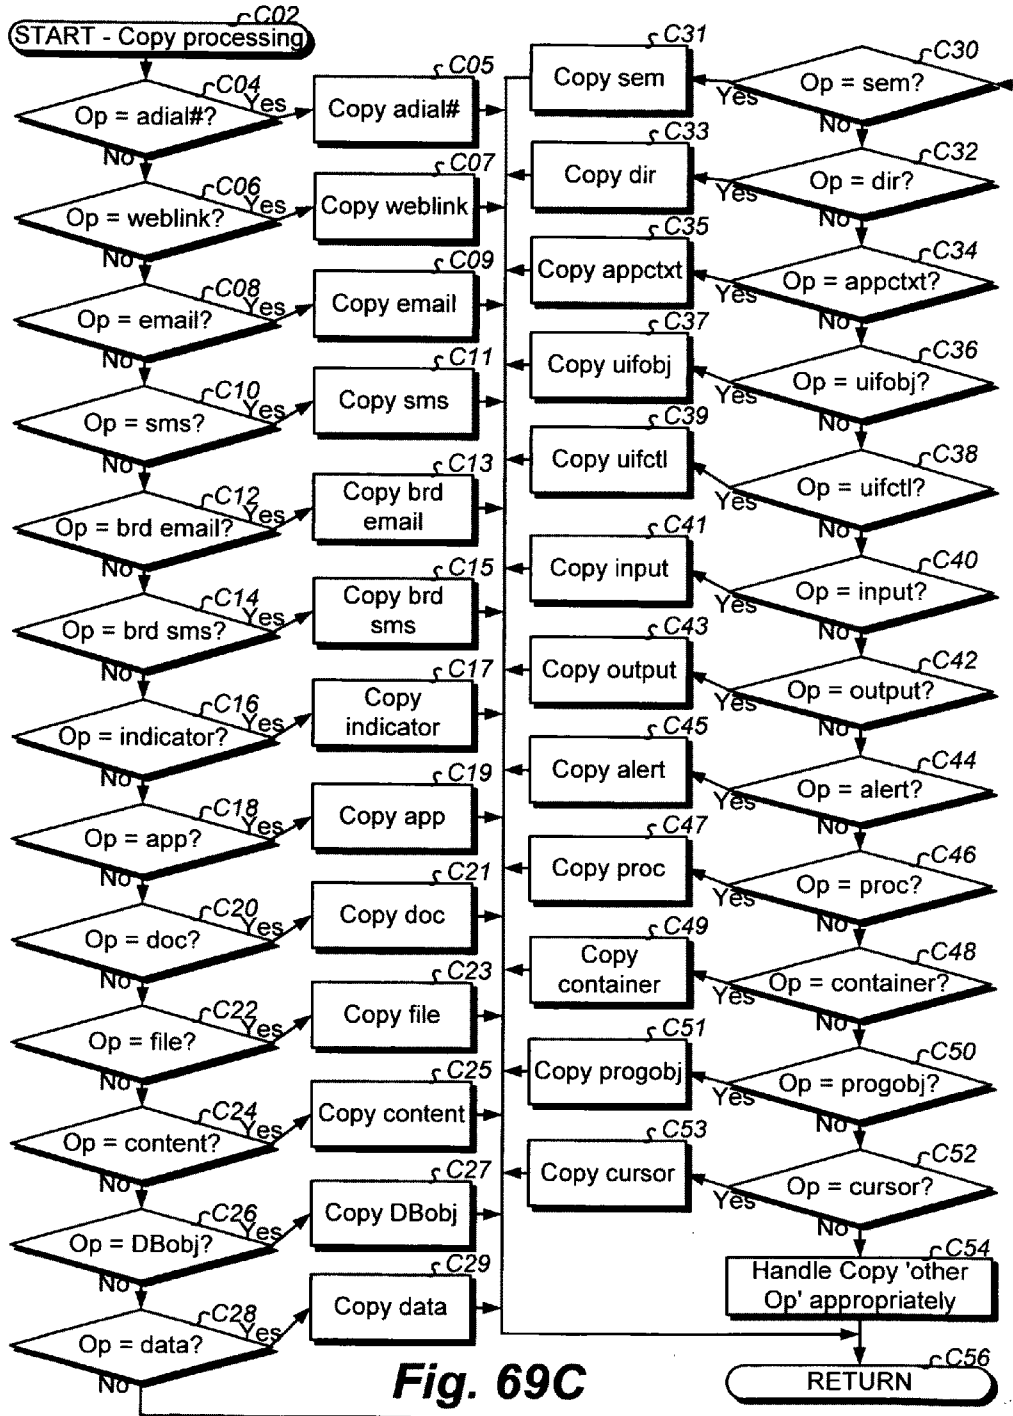 C02
START - Copy processing
C04
Op = adial#?
Yes
No
C05
Copy adial#
C06
Op = weblink?
Yes
No
C07
Copy weblink
C08
Op = email?
Yes
No
C09
Copy email
C10
Op = sms?
Yes
No
C11
Copy sms
C12
Op = brd email?
Yes
No
C13
Copy brd
email
C14
Op = brd sms?
Yes
No
C15
Copy brd
sms
C16
Op = indicator?
Yes
No
C17
Copy
indicator
C18
Op = app?
Yes
No
C19
Copy app
C20
Op = doc?
Yes
No
C21
Copy doc
C22
Op = file?
Yes
No
C23
Copy file
C24
Op = content?
Yes
No
C25
Copy content
C26
Op = DBobj?
Yes
No
C27
Copy DBobj
C28
Op = data?
Yes
No
C29
Copy data
C30
Op = sem?
Yes
No
C31
Copy sem
C32
Op = dir?
Yes
No
C33
Copy dir
C34
Op = appctxt?
Yes
No
C35
Copy appctxt
C36
Op = uifobj?
Yes
No
C37
Copy uifobj
C38
Op = uifctl?
Yes
No
C39
Copy uifctl
C40
Op = input?
Yes
No
C41
Copy input
C42
Op = output?
Yes
No
C43
Copy output
C44
Op = alert?
Yes
No
C45
Copy alert
C46
Op = proc?
Yes
No
C47
Copy proc
C48
Op = container?
Yes
No
C49
Copy
container
C50
Op = progobj?
Yes
No
C51
Copy progobj
C52
Op = cursor?
Yes
No
C53
Copy cursor
C54
Handle Copy 'other
Op' appropriately
C56
RETURN
Fig. 69C